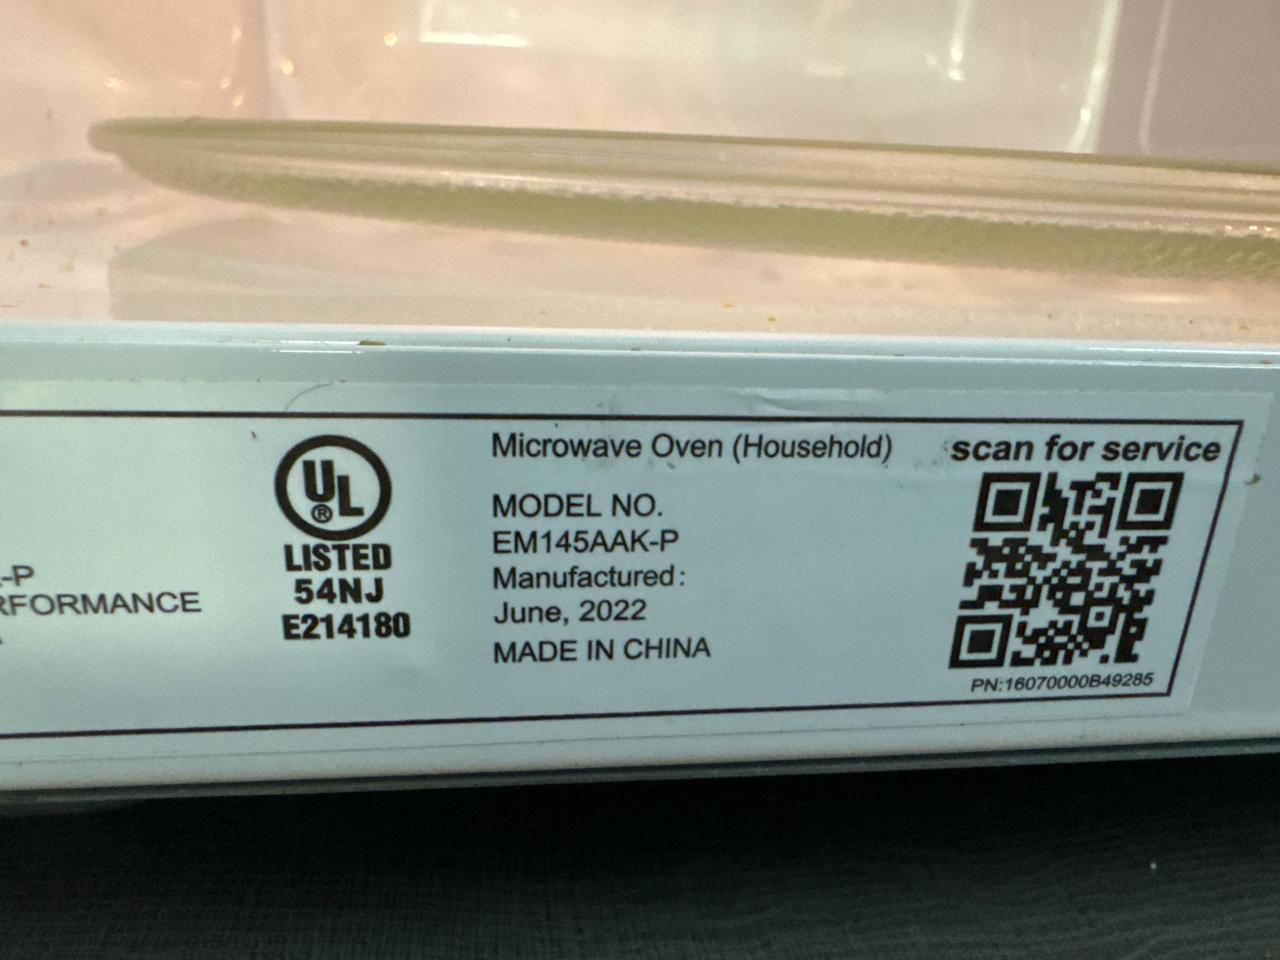 -P
RFORMANCE
UL
®
LISTED
54NJ
E214180
Microwave Oven (Household)
MODEL NO.
EM145AAK-P
Manufactured:
June, 2022
MADE IN CHINA
scan for service
PN:16070000B49285